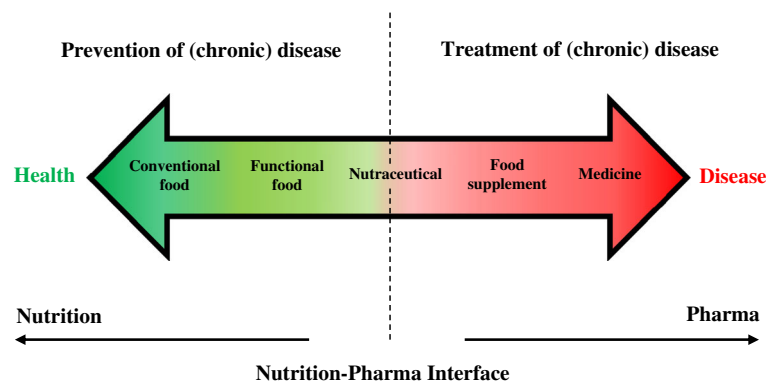 Prevention of (chronic) disease
Treatment of (chronic) disease
Health
Conventional
food
Functional
food
Nutraceutical
Food
supplement
Medicine
Disease
Nutrition
Pharma
Nutrition-Pharma Interface